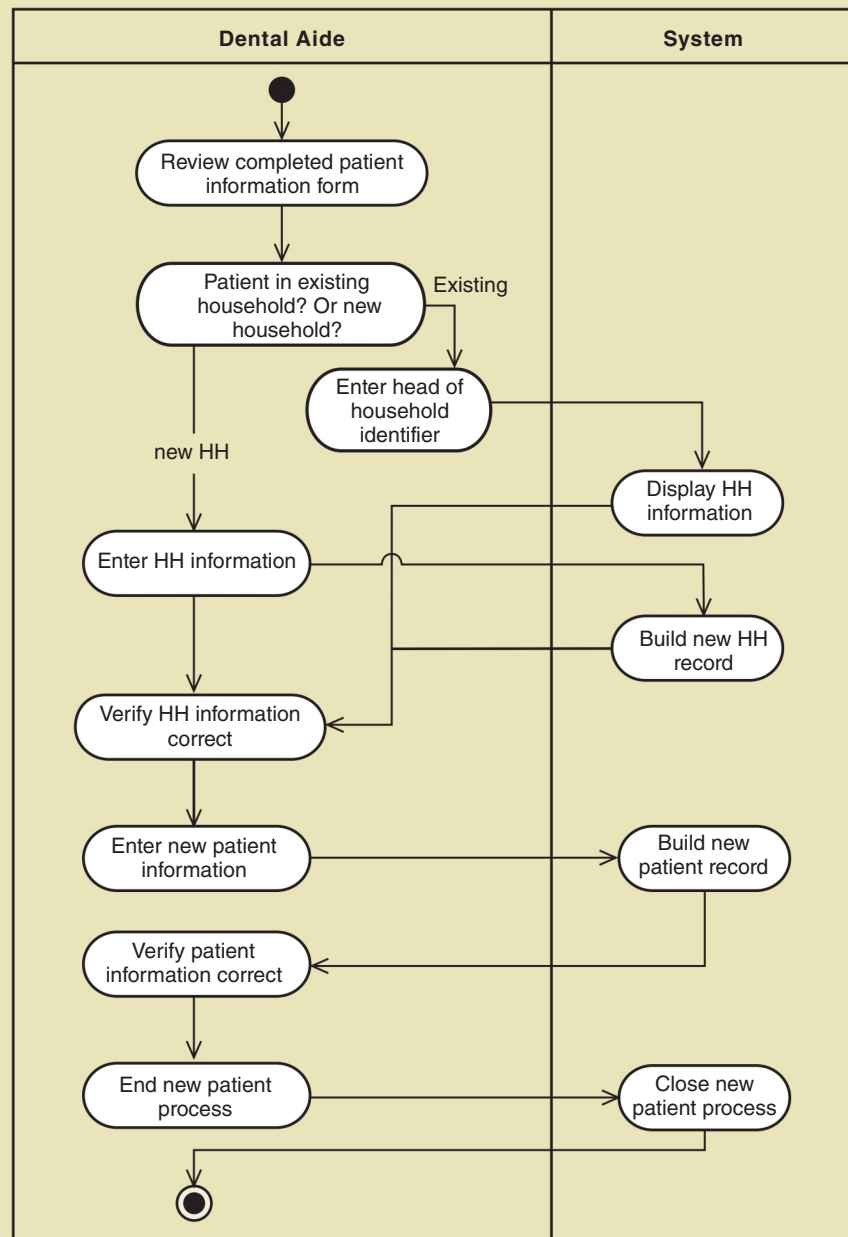 Dental Aide
System
Review completed patient
information form
Patient in existing
household? Or new
household?
Existing
Enter head of
household
identifier
new HH
Display HH
information
Enter HH information
Build new HH
record
Verify HH information
correct
Enter new patient
information
Build new
patient record
Verify patient
information correct
End new patient
process
Close new
patient process